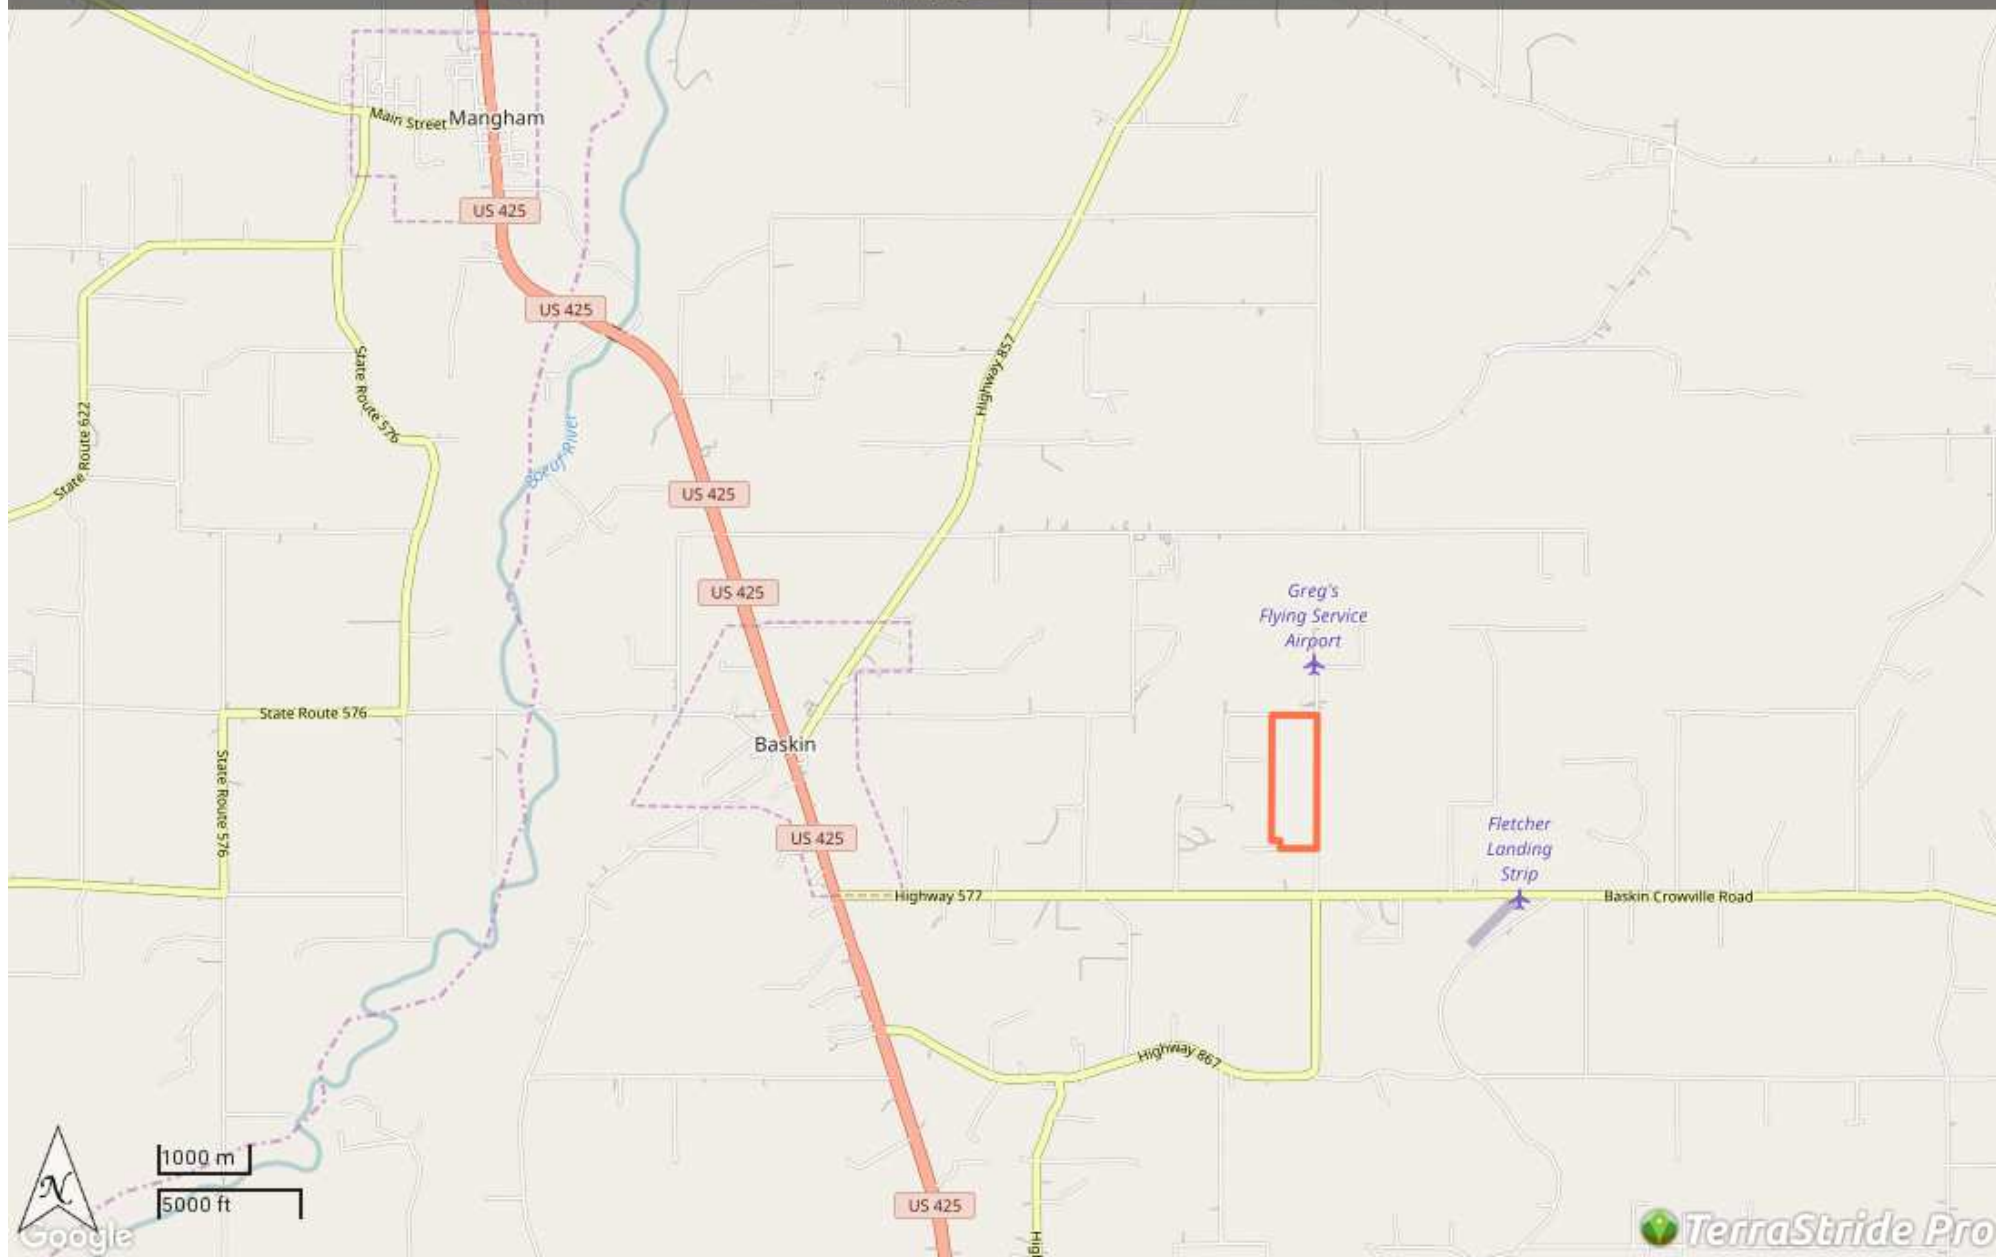 Main Street
Mangham
US 425
US 425
Highway 857
State Route 576
State Route 622
Boeuf River
US 425
US 425
Greg's
Flying Service
Airport
State Route 576
Baskin
State Route 576
US 425
Fletcher
Landing
Strip
Highway 577
Baskin Crowville Road
Highway 867
N
1000 m
5000 ft
US 425
Google
TerraStride Pro